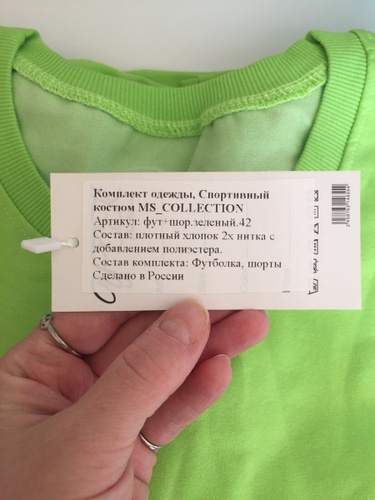 Комплект одежды, Спортивный
костюм MS_COLLECTION
Артикул: фут+шор.зеленый.42
Состав: плотный хлопок 2х нитка с
добавлением полиэстера.
Состав комплекта: Футболка, шорты
Сделано в России